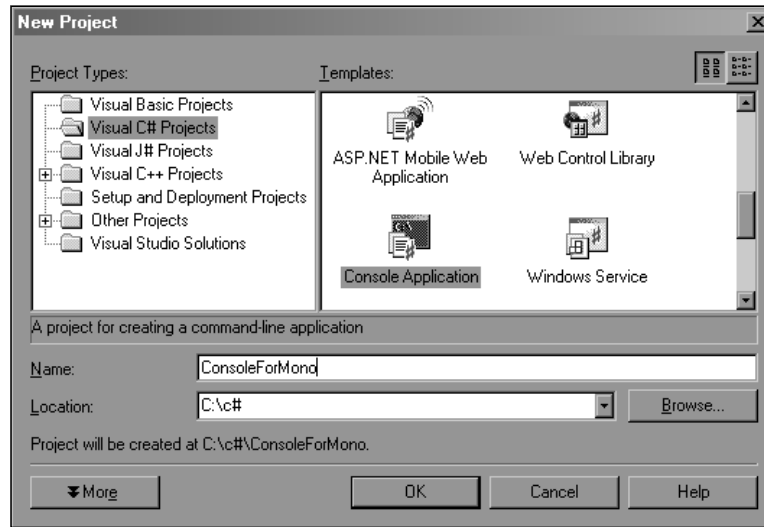 New Project
Project Types:
Templates:
Visual Basic Projects
Visual C# Projects
Visual J# Projects
Visual C++ Projects
Setup and Deployment Projects
Other Projects
Visual Studio Solutions
ASP.NET Mobile Web
Application
Web Control Library
Console Application
Windows Service
A project for creating a command-line application
Name:
ConsoleForMono
Location:
C:\c#
Browse...
Project will be created at C:\c#\ConsoleForMono.
More
OK
Cancel
Help